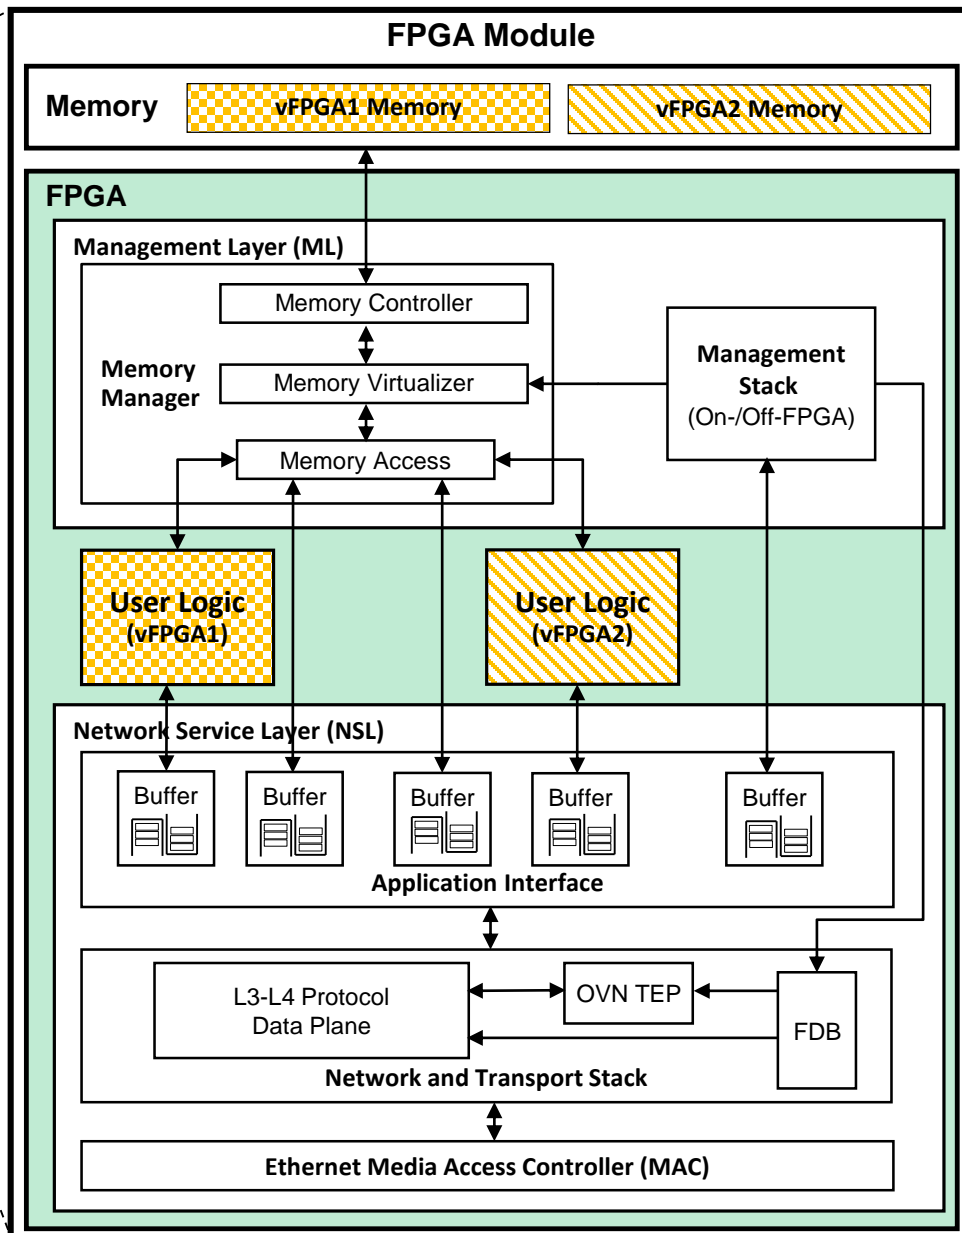 FPGA Module
Memory
vFPGA1 Memory
vFPGA2 Memory
FPGA
Management Layer (ML)
Memory Controller
Memory
Manager
Memory Virtualizer
Memory Access
Management
Stack
(On-/Off-FPGA)
User Logic
(vFPGA1)
User Logic
(vFPGA2)
Network Service Layer (NSL)
Buffer
Buffer
Buffer
Buffer
Buffer
Application Interface
L3-L4 Protocol
Data Plane
OVN TEP
FDB
Network and Transport Stack
Ethernet Media Access Controller (MAC)